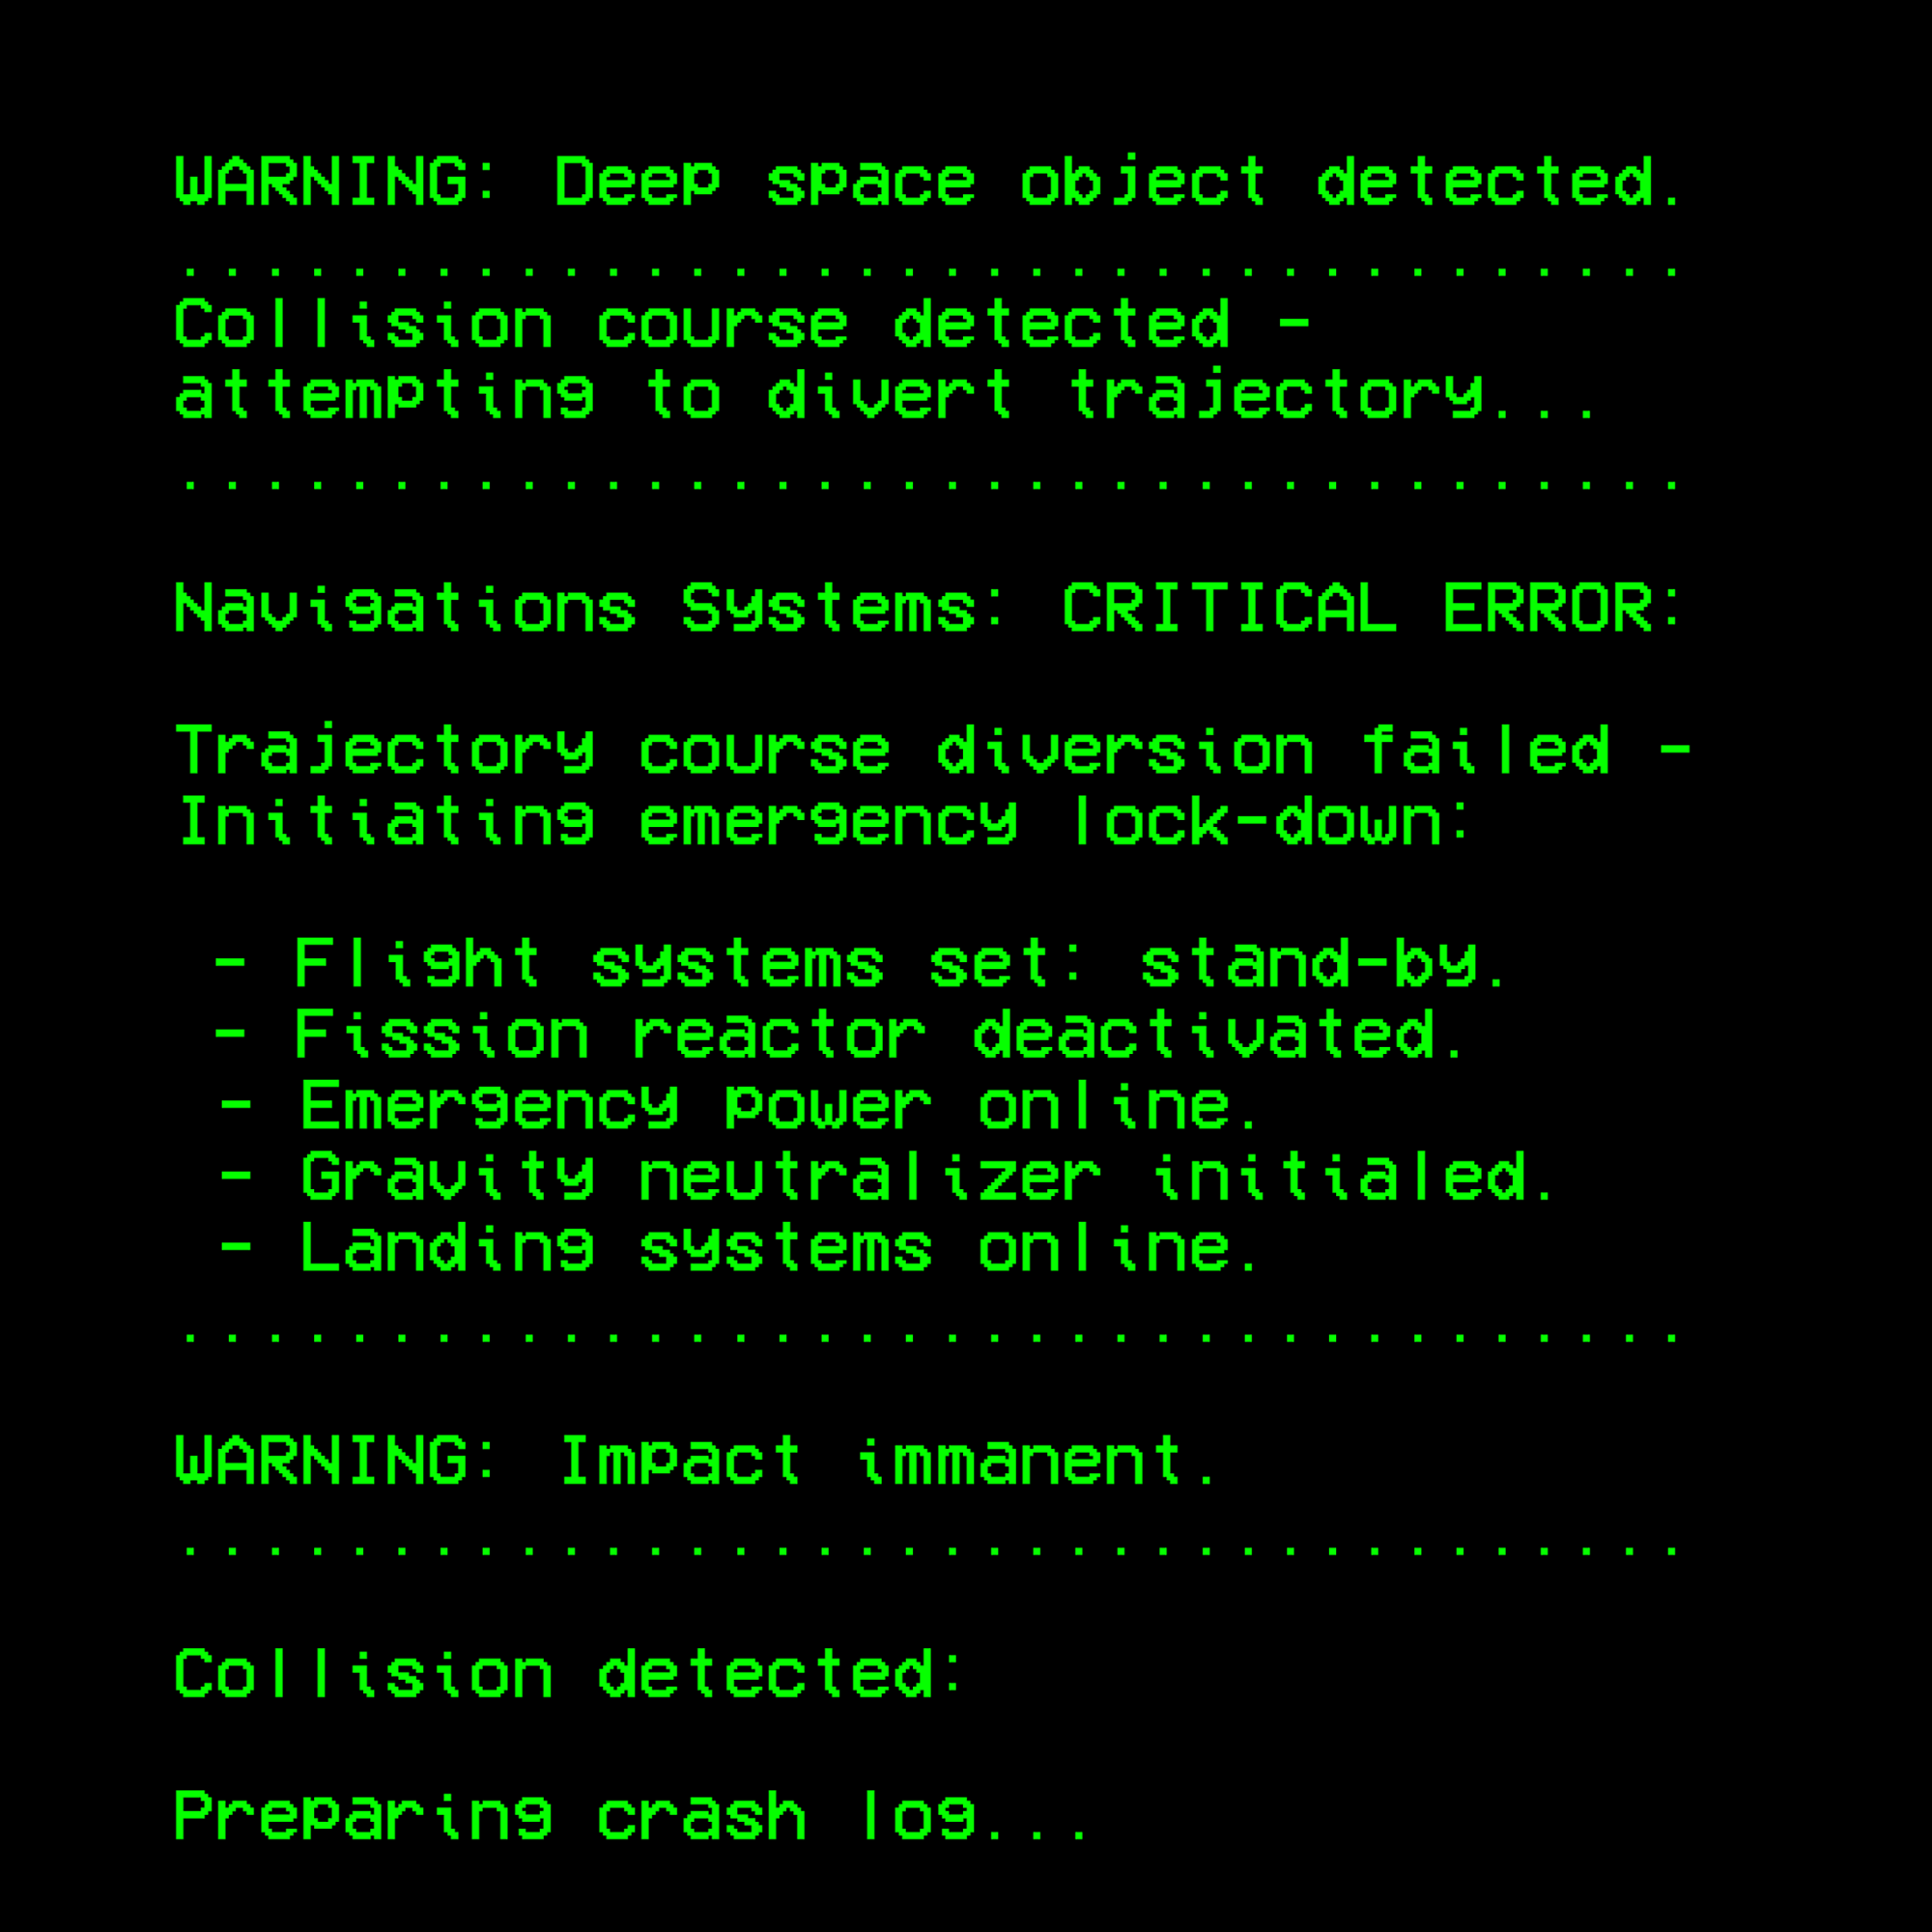 WARNING: Deep space object detected.
....................................
Collision course detected -
attempting to divert trajectory...
....................................
Navigations Systems: CRITICAL ERROR:
Trajectory course diversion failed -
Initiating emergency lock-down:
- Flight systems set: stand-by.
- Fission reactor deactivated.
- Emergency power online.
- Gravity neutralizer initialed.
- Landing systems online.
....................................
WARNING: Impact immanent.
....................................
Collision detected:
Preparing crash log...